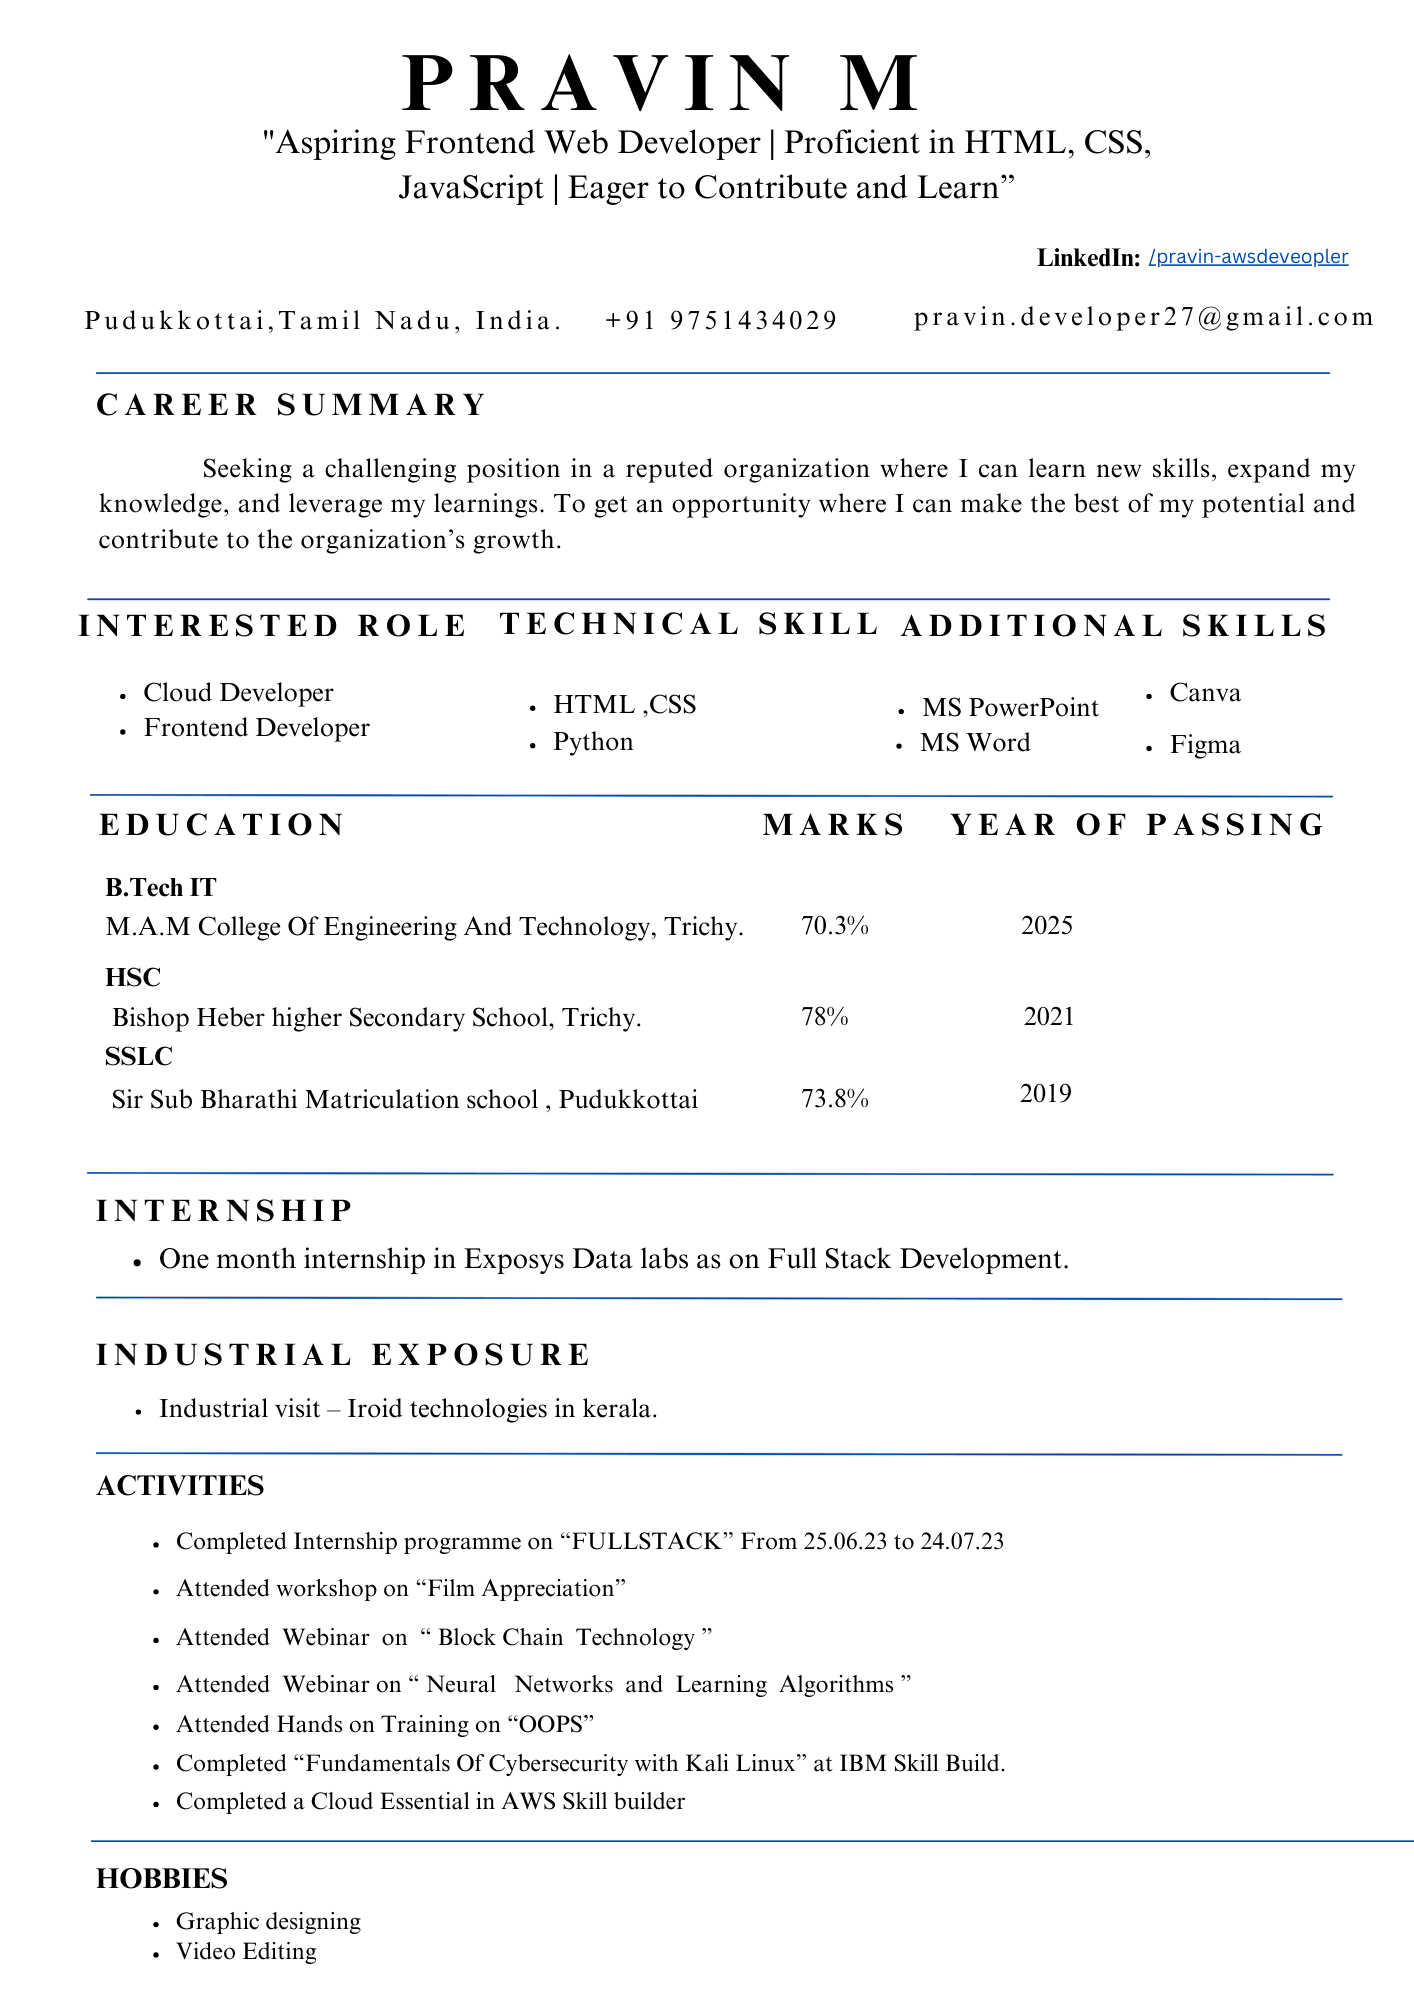 PRAVIN M
"Aspiring Frontend Web Developer | Proficient in HTML, CSS,
JavaScript | Eager to Contribute and Learn”
LinkedIn: /pravin-awsdeveopler
Pudukkottai,Tamil Nadu, India. +91 9751434029 pravin.developer27@gmail.com
CAREER SUMMARY
Seeking a challenging position in a reputed organization where I can learn new skills, expand my
knowledge, and leverage my learnings. To get an opportunity where I can make the best of my potential and
contribute to the organization’s growth.
INTERESTED ROLE
• Cloud Developer
• Frontend Developer
TECHNICAL SKILL
• HTML ,CSS
• Python
ADDITIONAL SKILLS
• MS PowerPoint
• MS Word
• Canva
• Figma
EDUCATION MARKS YEAR OF PASSING
B.Tech IT
M.A.M College Of Engineering And Technology, Trichy. 70.3% 2025
HSC
Bishop Heber higher Secondary School, Trichy. 78% 2021
SSLC
Sir Sub Bharathi Matriculation school , Pudukkottai 73.8% 2019
INTERNSHIP
• One month internship in Exposys Data labs as on Full Stack Development.
INDUSTRIAL EXPOSURE
• Industrial visit – Iroid technologies in kerala.
ACTIVITIES
• Completed Internship programme on “FULLSTACK” From 25.06.23 to 24.07.23
• Attended workshop on “Film Appreciation”
• Attended Webinar on “ Block Chain Technology ”
• Attended Webinar on “ Neural Networks and Learning Algorithms ”
• Attended Hands on Training on “OOPS”
• Completed “Fundamentals Of Cybersecurity with Kali Linux” at IBM Skill Build.
• Completed a Cloud Essential in AWS Skill builder
HOBBIES
• Graphic designing
• Video Editing